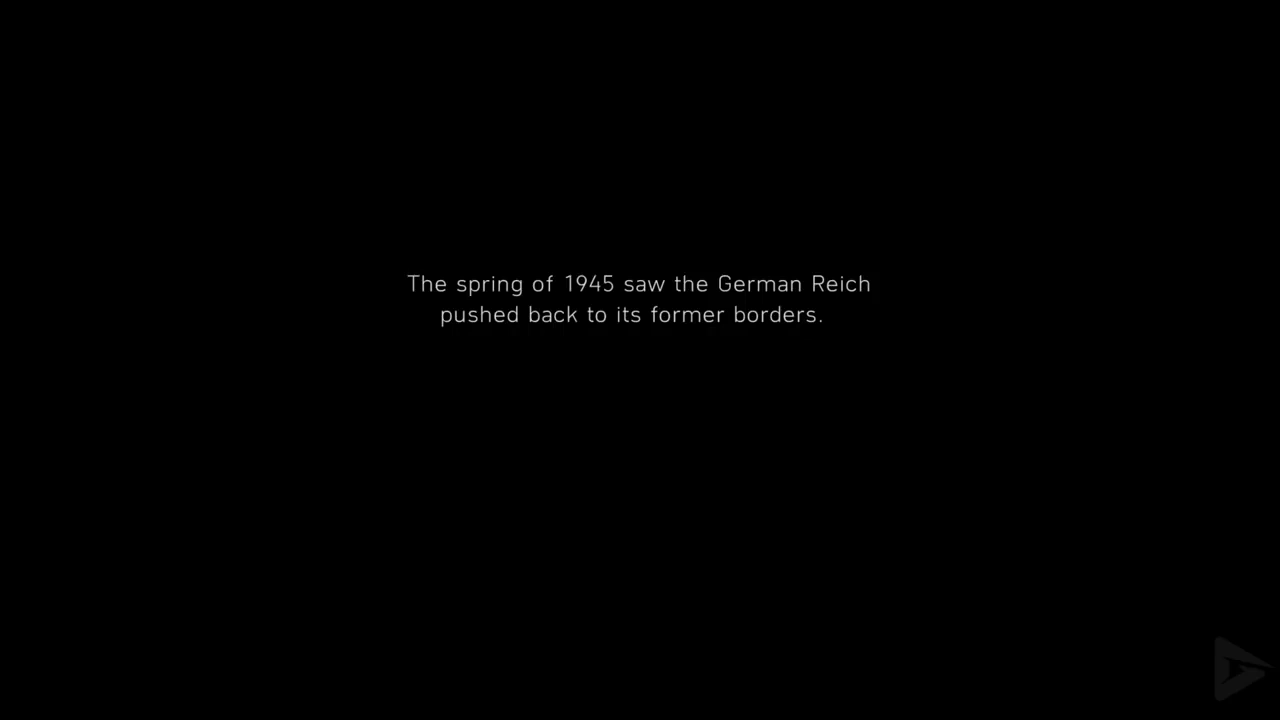 The spring of 1945 saw the German Reich
pushed back to its former borders.